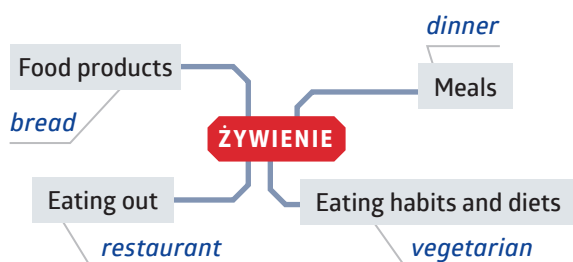 dinner
Food products
Meals
bread
ŻYWIENIE
Eating out
Eating habits and diets
restaurant
vegetarian